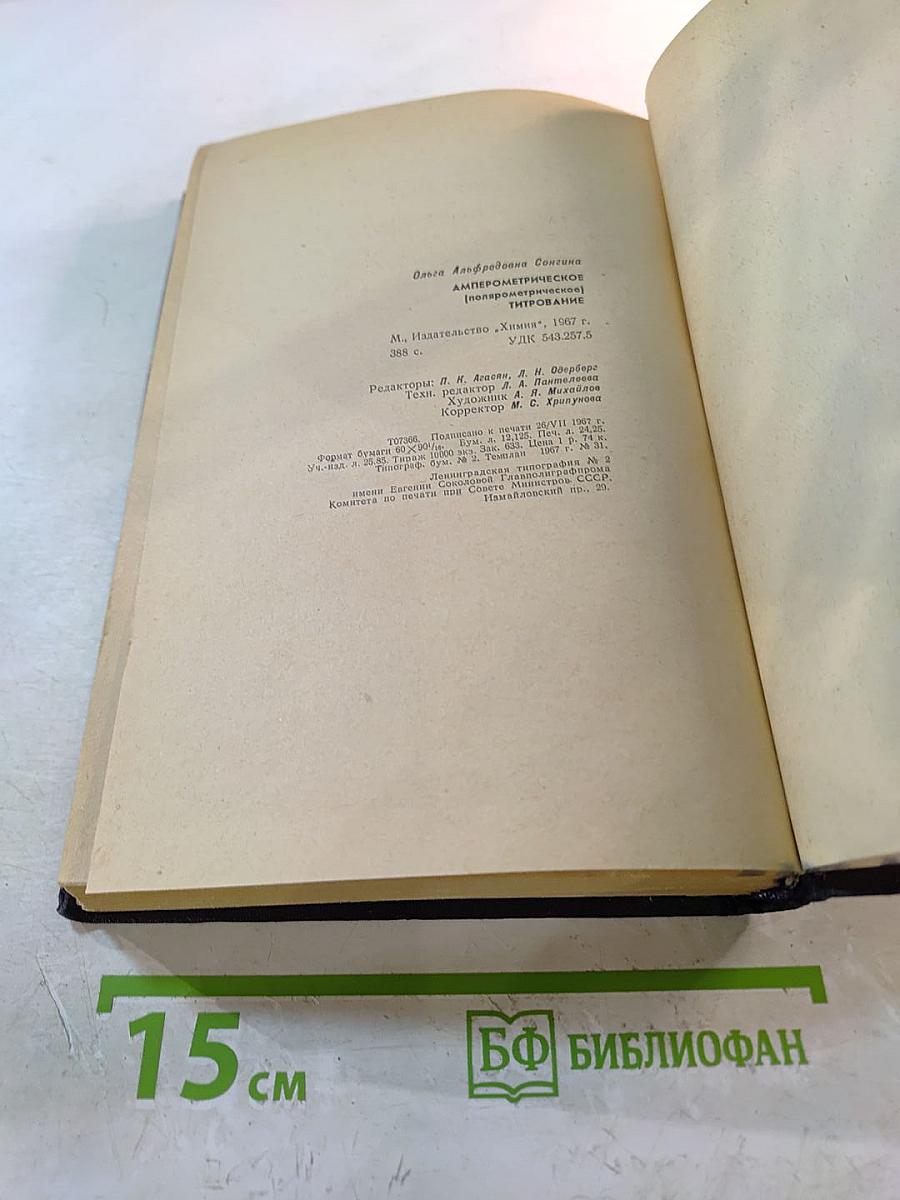 Ольга Альфредовна Сонгина
АМПЕРОМЕТРИЧЕСКОЕ
(полярометрическое)
ТИТРОВАНИЕ
М., Издательство „Химия", 1967 г.
388 с. УДК 543.257.5
Редакторы: П. К. Агасян, Л. Н. Одерберг
Техн. редактор Л. А. Пантелеева
Художник А. Я. Михайлов
Корректор М. С. Хрипунова
Т07366. Подписано к печати 26/VII 1967 г.
Формат бумаги 60×90¹/₁₆. Бум. л. 12,125. Печ. л. 24,25.
Уч.-изд. л. 25,85. Тираж 10000 экз. Зак. 633. Цена 1 р. 74 к.
Типограф. бум. № 2. Темплан 1967 г. № 31.
Ленинградская типография № 2
имени Евгении Соколовой Главполиграфпрома
Комитета по печати при Совете Министров СССР,
Измайловский пр., 29.
15 см
БФ БИБЛИОФАН